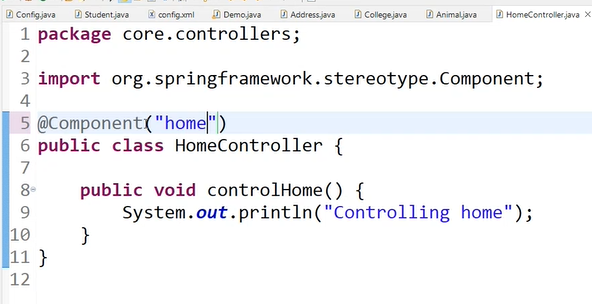 Config.java Student.java config.xml Demo.java Address.java College.java Animal.java HomeController.java
1 package core.controllers;
2
3 import org.springframework.stereotype.Component;
4
5 @Component("home")
6 public class HomeController {
7
8 public void controlHome() {
9 System.out.println("Controlling home");
10 }
11 }
12